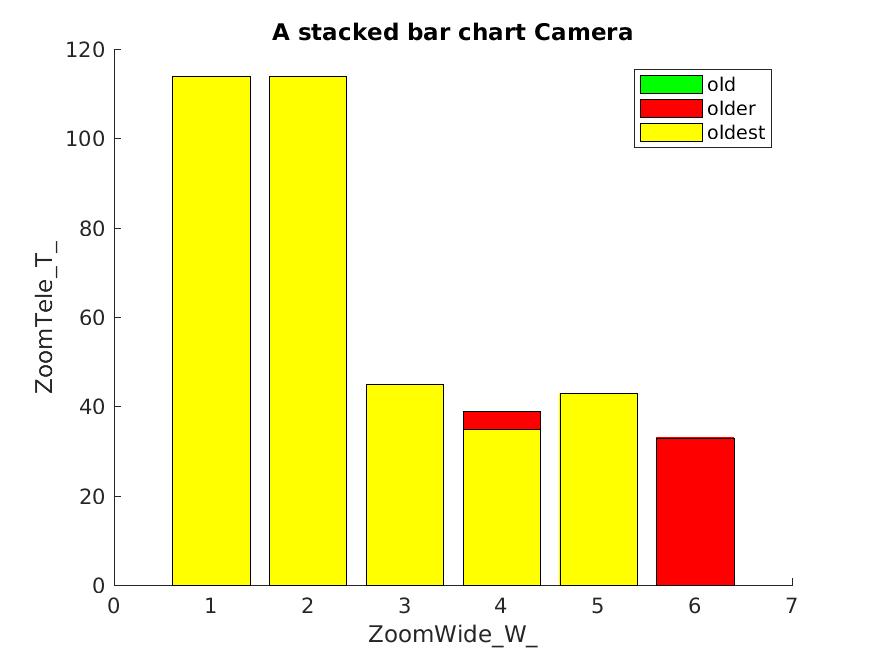 A stacked bar chart Camera
120
100
80
60
40
20
0
ZoomTele_T_
old
older
oldest
0 1 2 3 4 5 6 7
ZoomWide_W_